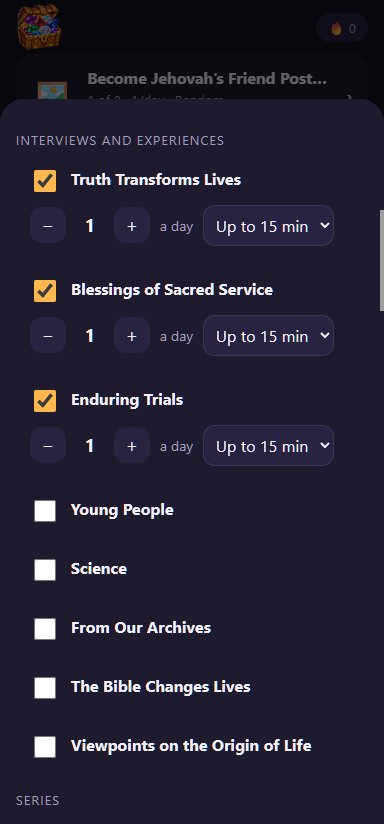 0
Become Jehovah's Friend Post...
INTERVIEWS AND EXPERIENCES
Truth Transforms Lives
− 1 + a day Up to 15 min
Blessings of Sacred Service
− 1 + a day Up to 15 min
Enduring Trials
− 1 + a day Up to 15 min
Young People
Science
From Our Archives
The Bible Changes Lives
Viewpoints on the Origin of Life
SERIES